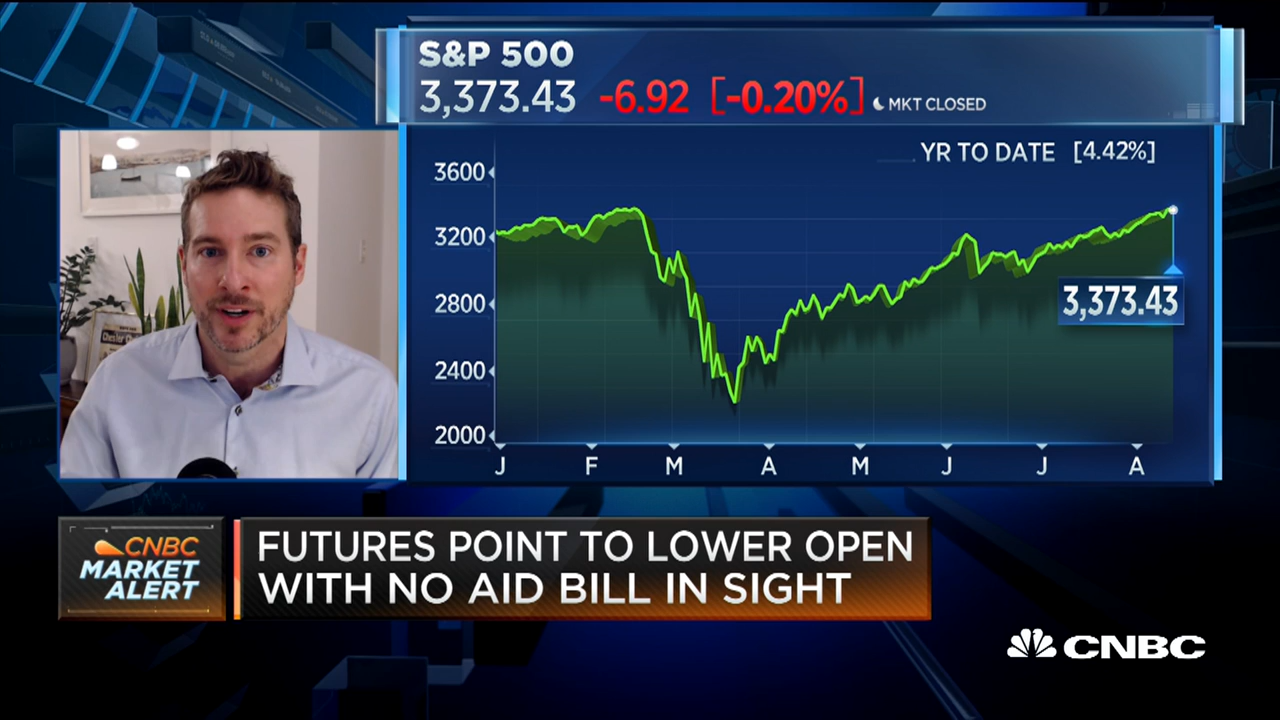 S&P 500
3,373.43 -6.92 [-0.20%] MKT CLOSED
YR TO DATE [4.42%]
3600
3200
2800
2400
2000
3,373.43
J F M A M J J A
CNBC
MARKET
ALERT
FUTURES POINT TO LOWER OPEN
WITH NO AID BILL IN SIGHT
CNBC